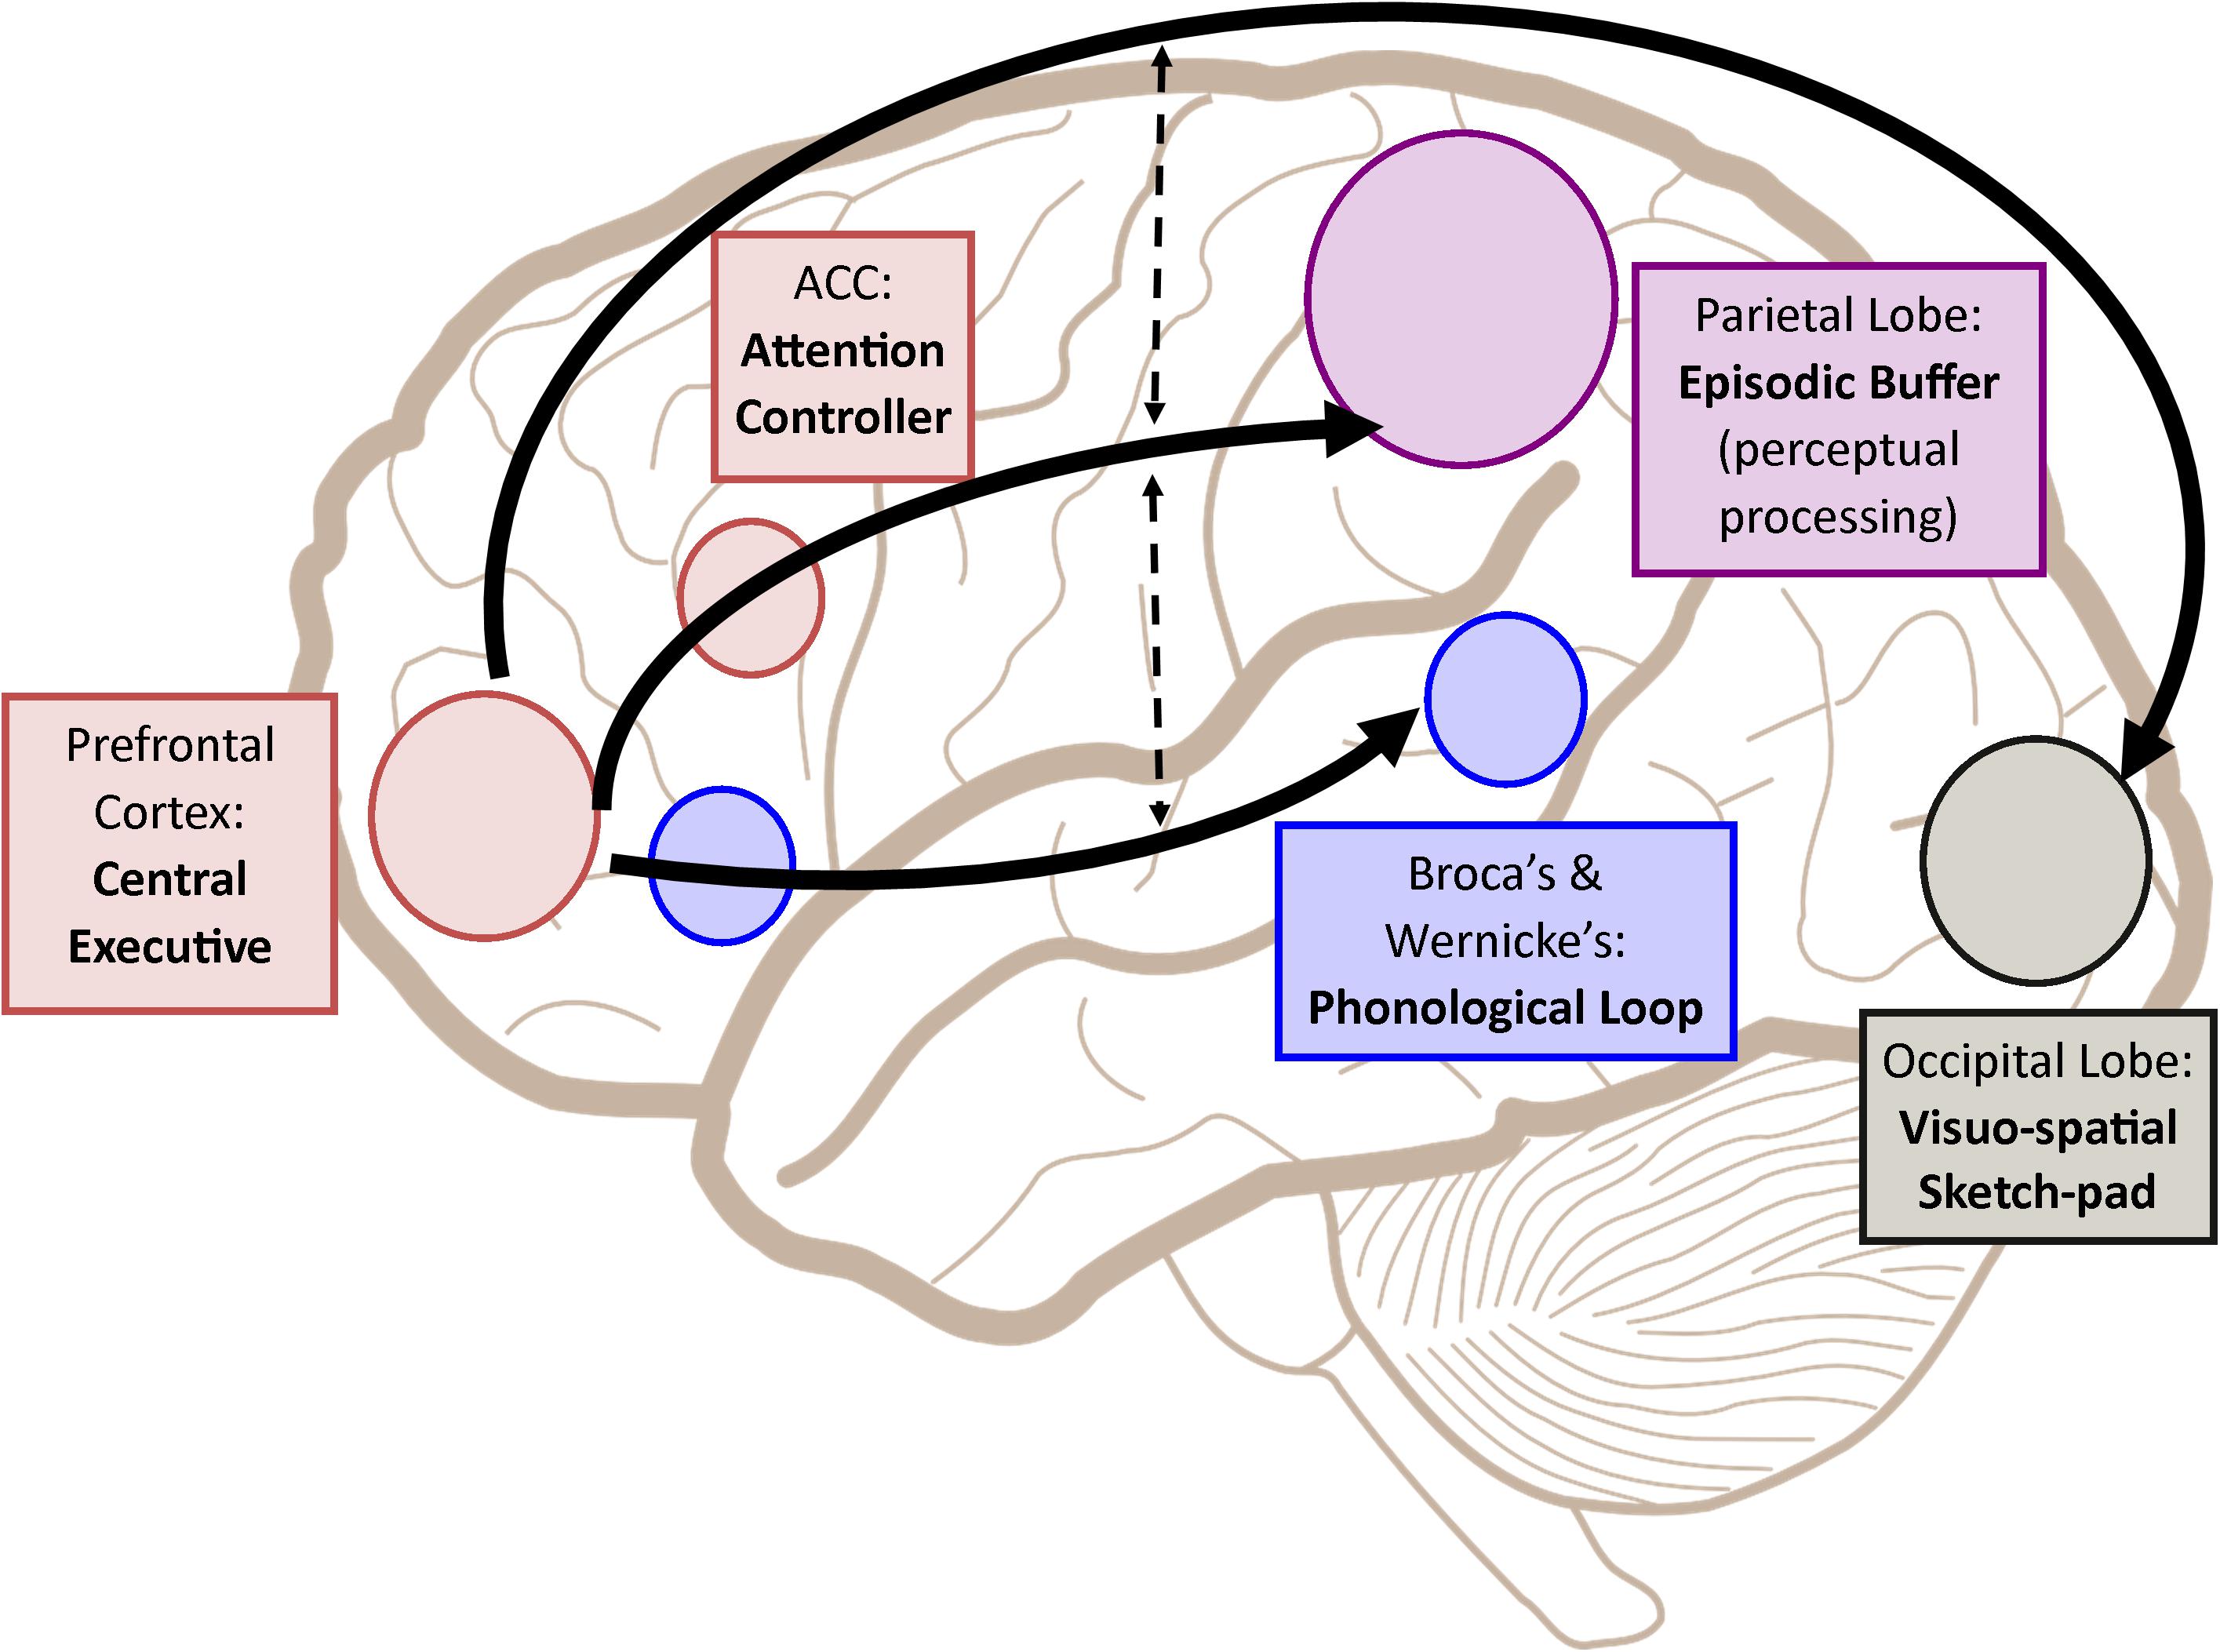 ACC:
Attention
Controller
Parietal Lobe:
Episodic Buffer
(perceptual
processing)
Prefrontal
Cortex:
Central
Executive
Broca’s &
Wernicke’s:
Phonological Loop
Occipital Lobe:
Visuo-spatial
Sketch-pad